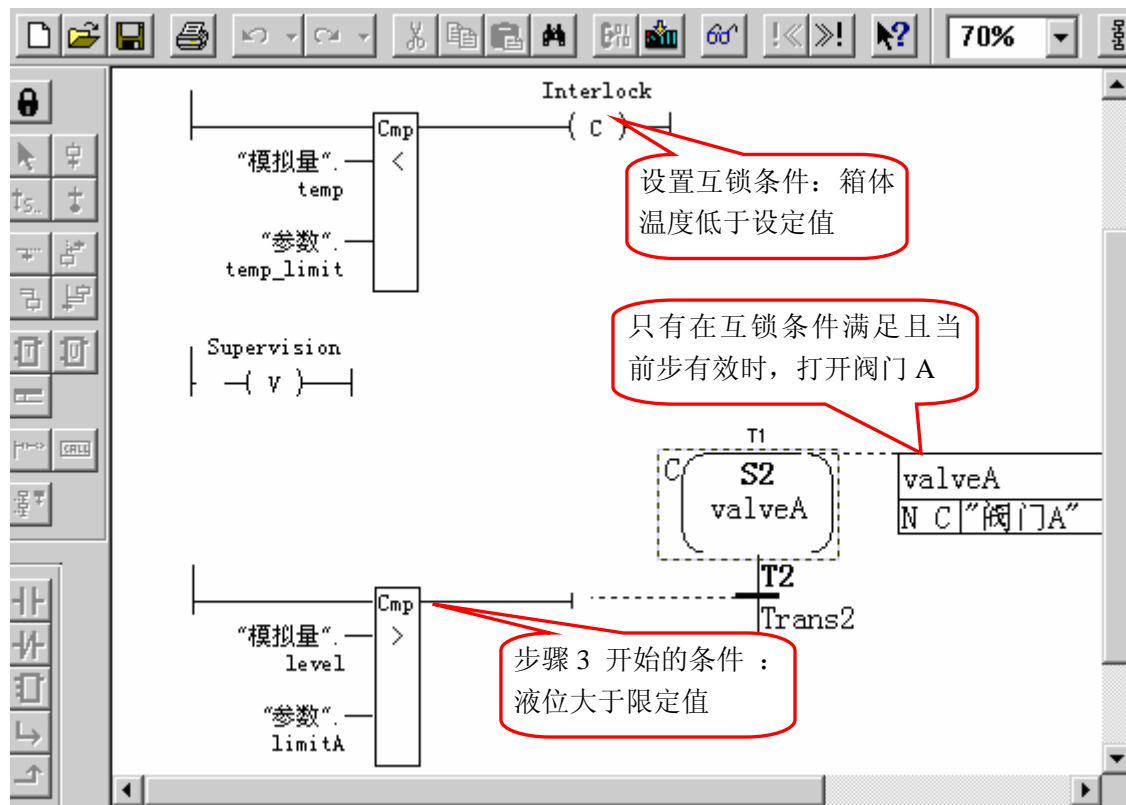 70%
Interlock
Cmp
( C )
"模拟量".
<
temp
"参数".
temp_limit
设置互锁条件：箱体
温度低于设定值
Supervision
( V )
只有在互锁条件满足且当
前步有效时，打开阀门 A
T1
C
S2
valveA
valveA
N C "阀门A"
T2
Trans2
Cmp
"模拟量".
>
level
"参数".
limitA
步骤 3 开始的条件 ：
液位大于限定值
CALL